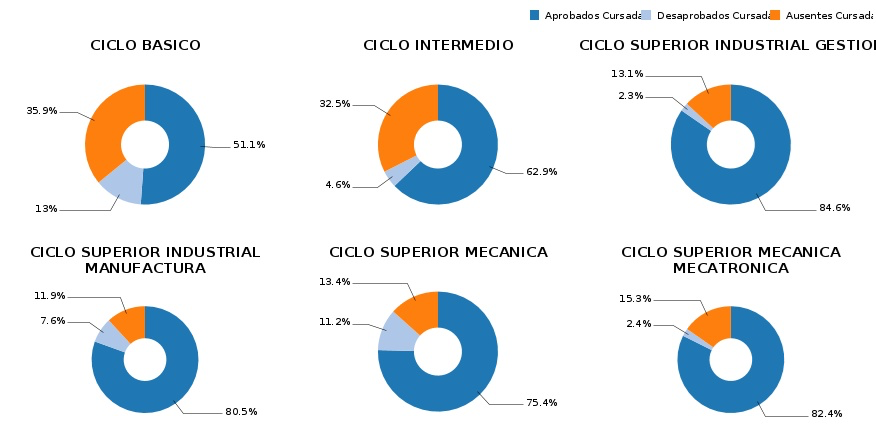 Aprobados Cursada Desaprobados Cursada Ausentes Cursada
CICLO BASICO
35.9%
51.1%
13%
CICLO INTERMEDIO
32.5%
4.6%
62.9%
CICLO SUPERIOR INDUSTRIAL GESTION
13.1%
2.3%
84.6%
CICLO SUPERIOR INDUSTRIAL
MANUFACTURA
11.9%
7.6%
80.5%
CICLO SUPERIOR MECANICA
13.4%
11.2%
75.4%
CICLO SUPERIOR MECANICA
MECATRONICA
15.3%
2.4%
82.4%